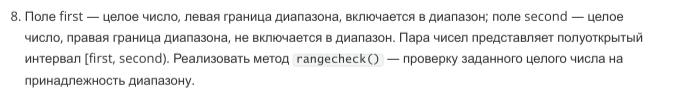 8. Поле first — целое число, левая граница диапазона, включается в диапазон; поле second — целое
число, правая граница диапазона, не включается в диапазон. Пара чисел представляет полуоткрытый
интервал [first, second). Реализовать метод rangecheck() — проверку заданного целого числа на
принадлежность диапазону.